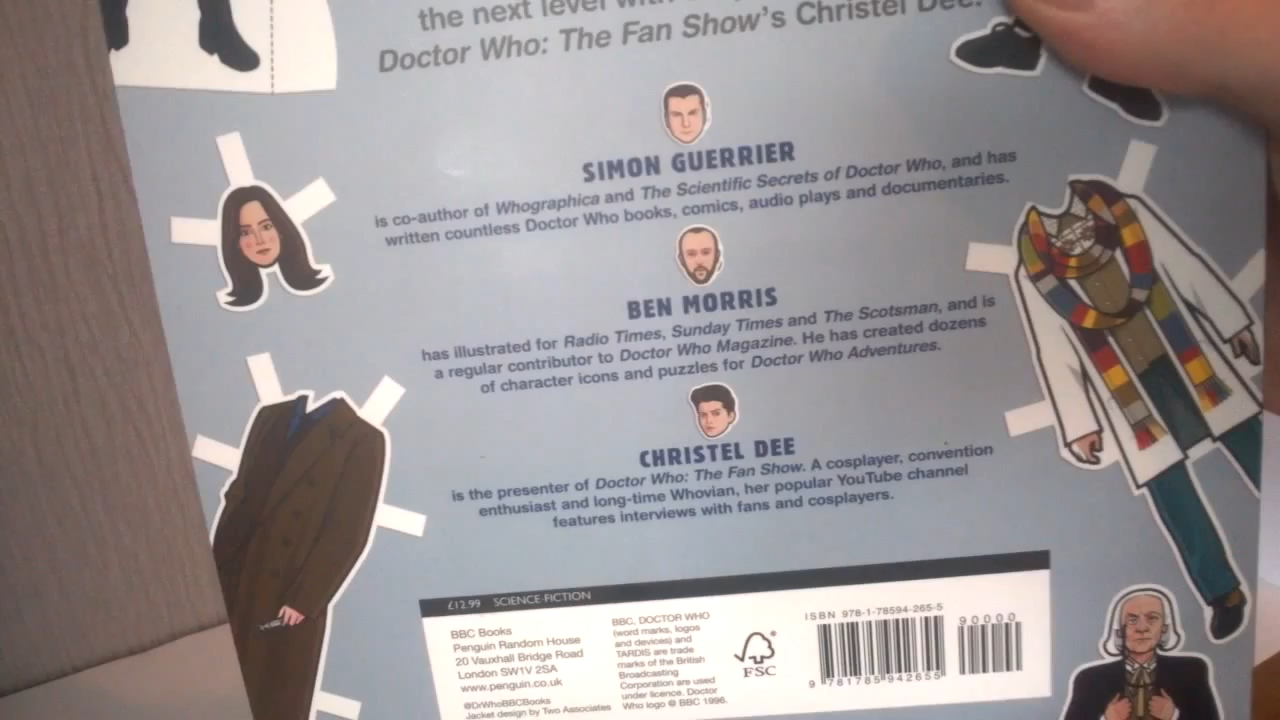 the next level with
Doctor Who: The Fan Show's Christel Dee.
SIMON GUERRIER
is co-author of Whographica and The Scientific Secrets of Doctor Who, and has
written countless Doctor Who books, comics, audio plays and documentaries.
BEN MORRIS
has illustrated for Radio Times, Sunday Times and The Scotsman, and is
a regular contributor to Doctor Who Magazine. He has created dozens
of character icons and puzzles for Doctor Who Adventures.
CHRISTEL DEE
is the presenter of Doctor Who: The Fan Show. A cosplayer, convention
enthusiast and long-time Whovian, her popular YouTube channel
features interviews with fans and cosplayers.
£12.99 SCIENCE-FICTION
BBC Books
Penguin Random House
20 Vauxhall Bridge Road
London SW1V 2SA
www.penguin.co.uk
@DrWhoBBCBooks
Jacket design by Two Associates
BBC, DOCTOR WHO
(word marks, logos
and devices) and
TARDIS are trade
marks of the British
Broadcasting
Corporation are used
under licence. Doctor
Who logo © BBC 1996.
FSC
ISBN 978-1-78594-265-5
90000
9 781785 942655